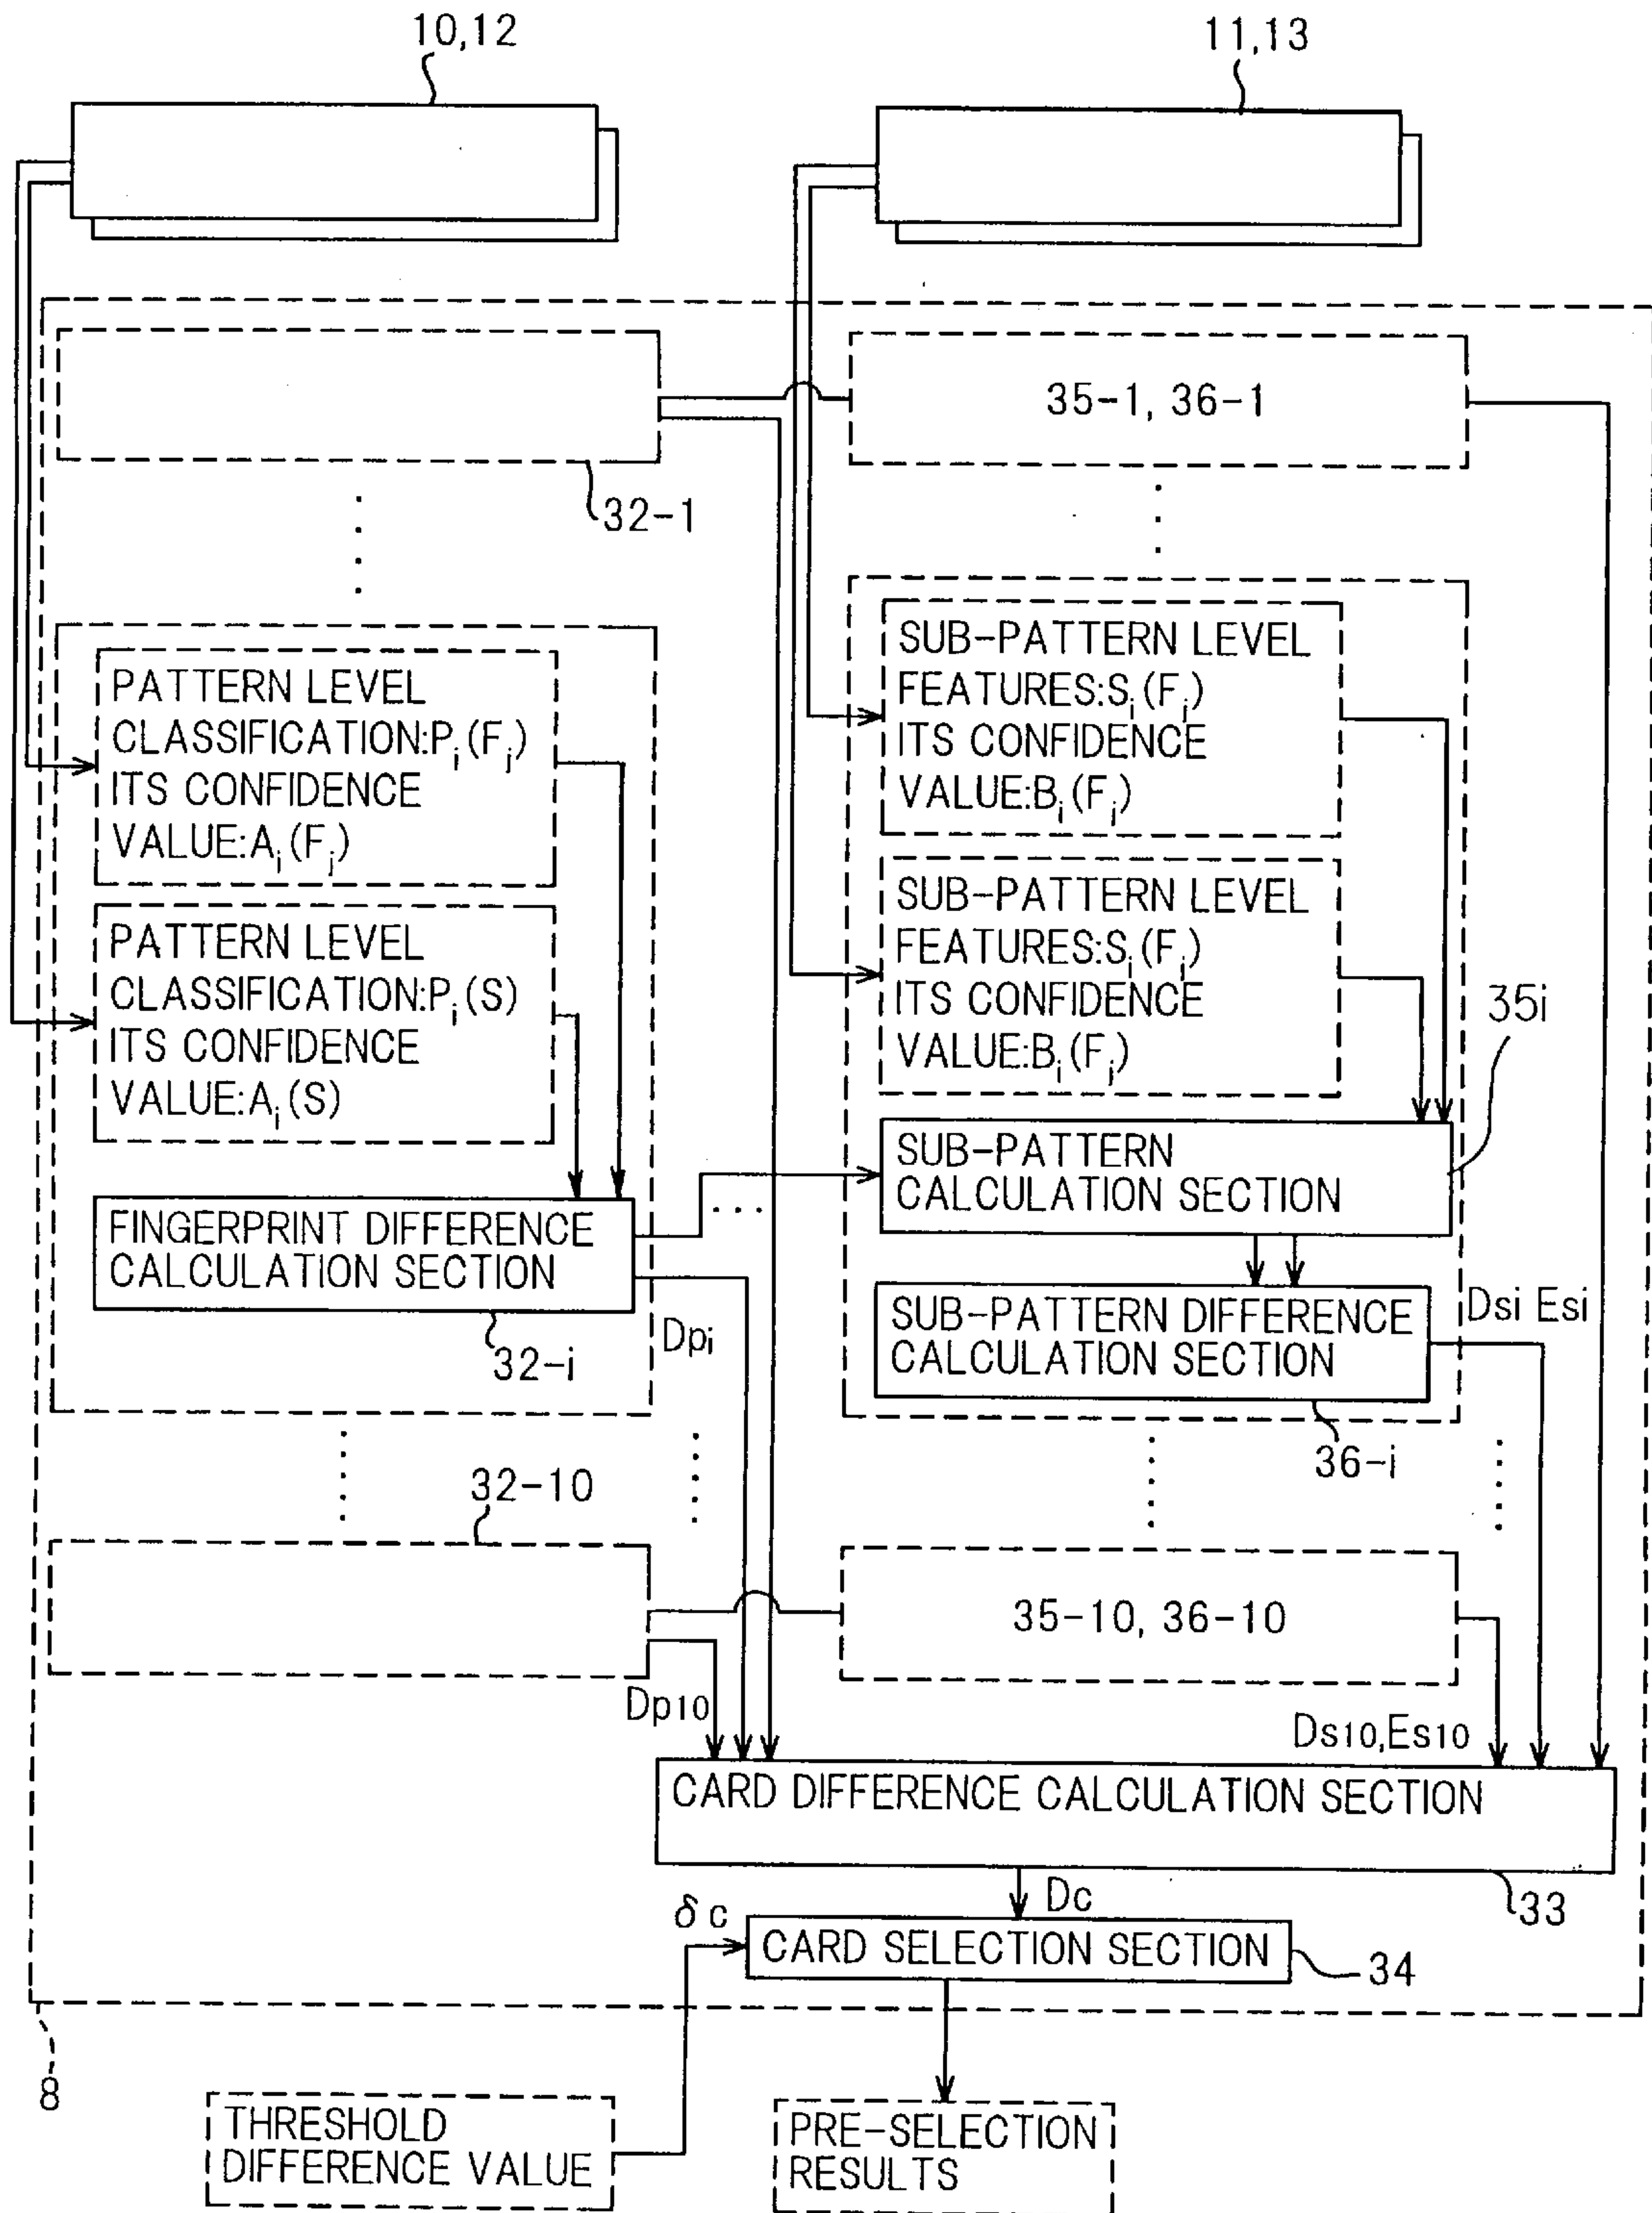 10,12
11,13
32-1
35-1, 36-1
PATTERN LEVEL
CLASSIFICATION:Pi(Fj)
ITS CONFIDENCE
VALUE:Ai(Fj)
PATTERN LEVEL
CLASSIFICATION:Pi(S)
ITS CONFIDENCE
VALUE:Ai(S)
FINGERPRINT DIFFERENCE
CALCULATION SECTION
32-i
Dpi
SUB-PATTERN LEVEL
FEATURES:Si(Fj)
ITS CONFIDENCE
VALUE:Bi(Fj)
SUB-PATTERN LEVEL
FEATURES:Si(Fj)
ITS CONFIDENCE
VALUE:Bi(Fj)
35i
SUB-PATTERN
CALCULATION SECTION
SUB-PATTERN DIFFERENCE
CALCULATION SECTION
Dsi Esi
36-i
32-10
35-10, 36-10
Dp10
Ds10,Es10
CARD DIFFERENCE CALCULATION SECTION
33
Dc
δc
CARD SELECTION SECTION
34
8
THRESHOLD
DIFFERENCE VALUE
PRE-SELECTION
RESULTS